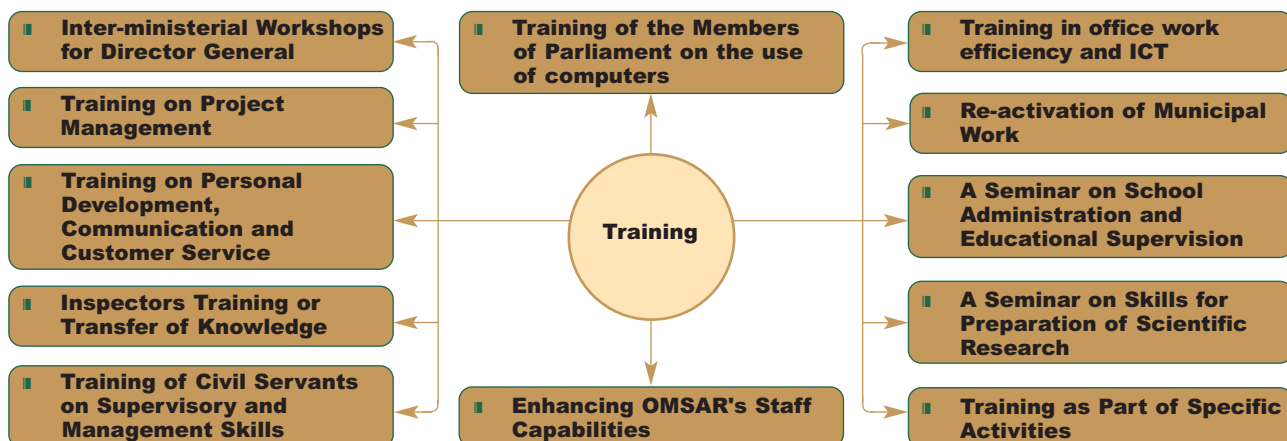 Inter-ministerial Workshops
for Director General
Training on Project
Management
Training on Personal
Development,
Communication and
Customer Service
Inspectors Training or
Transfer of Knowledge
Training of Civil Servants
on Supervisory and
Management Skills
Training of the Members
of Parliament on the use
of computers
Training
Enhancing OMSAR's Staff
Capabilities
Training in office work
efficiency and ICT
Re-activation of Municipal
Work
A Seminar on School
Administration and
Educational Supervision
A Seminar on Skills for
Preparation of Scientific
Research
Training as Part of Specific
Activities